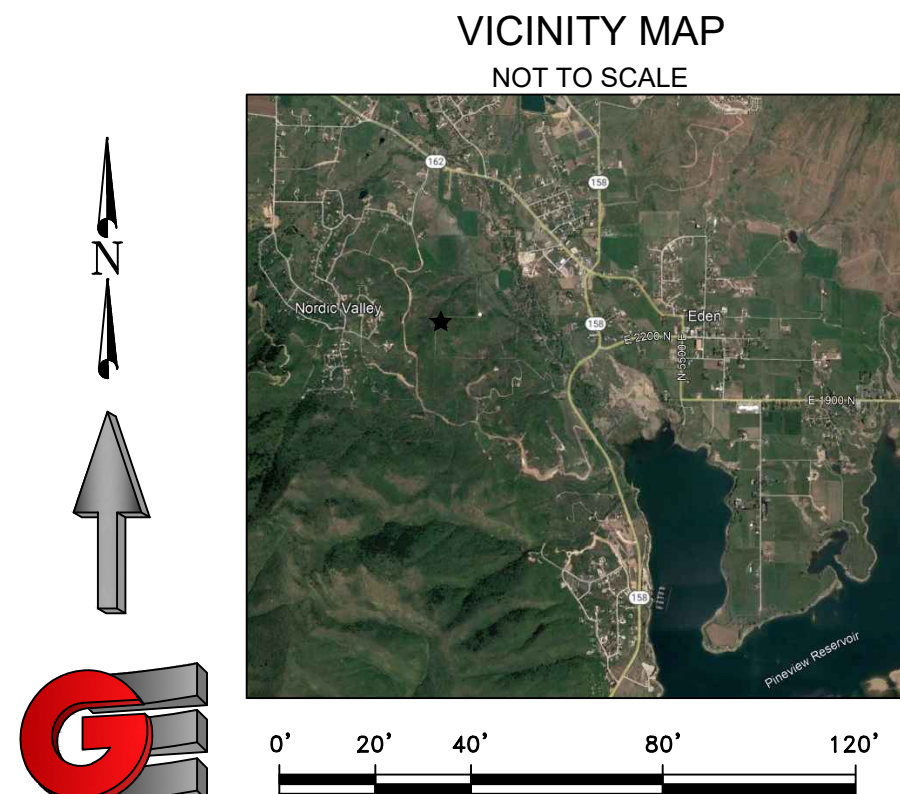 VICINITY MAP
NOT TO SCALE
N
162
158
Nordic Valley
158
Eden
E 2200 N
N 5500 E
E 1900 N
158
Pineview Reservoir
GE
0' 20' 40' 80' 120'